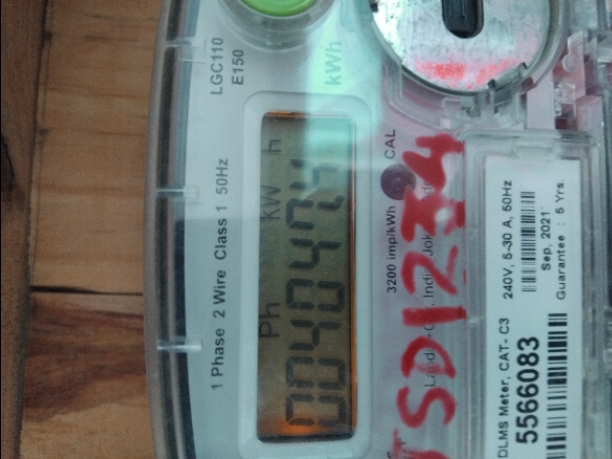 LGC110
E150
kWh
1 Phase 2 Wire Class 1 50Hz
Ph kW h
004047.4
3200 imp/kWh
CAL
TSD1234
240V, 5-30 A, 50Hz
Sep, 2021
Guarantee : 5 Yrs.
DLMS Meter, CAT- C3
5566083